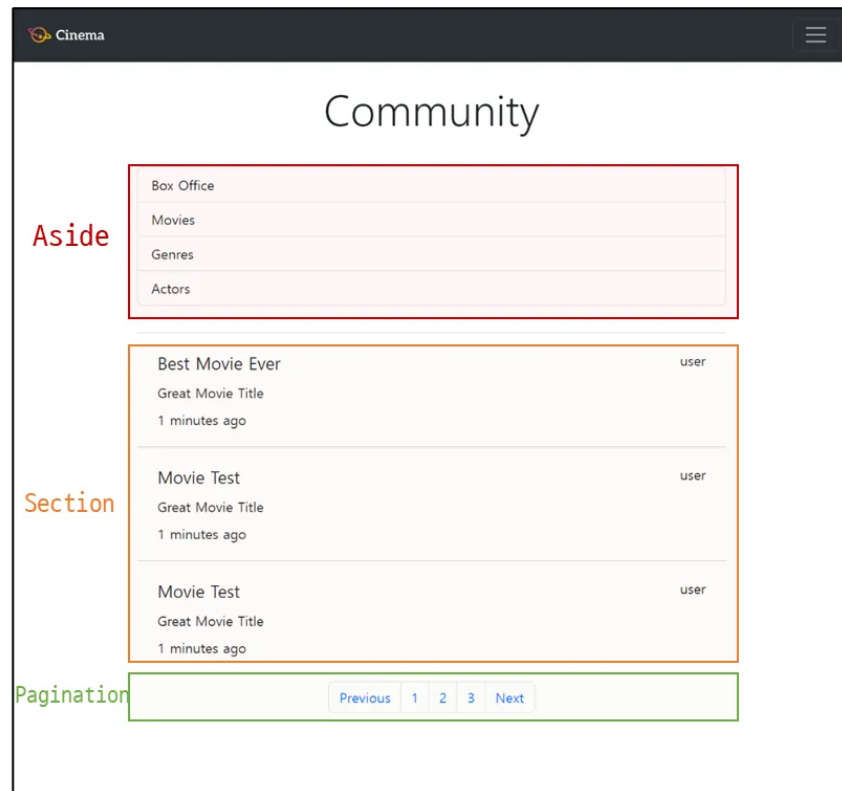 Cinema
Community
Aside
Box Office
Movies
Genres
Actors
Section
Best Movie Ever user
Great Movie Title
1 minutes ago
Movie Test user
Great Movie Title
1 minutes ago
Movie Test user
Great Movie Title
1 minutes ago
Pagination
Previous 1 2 3 Next